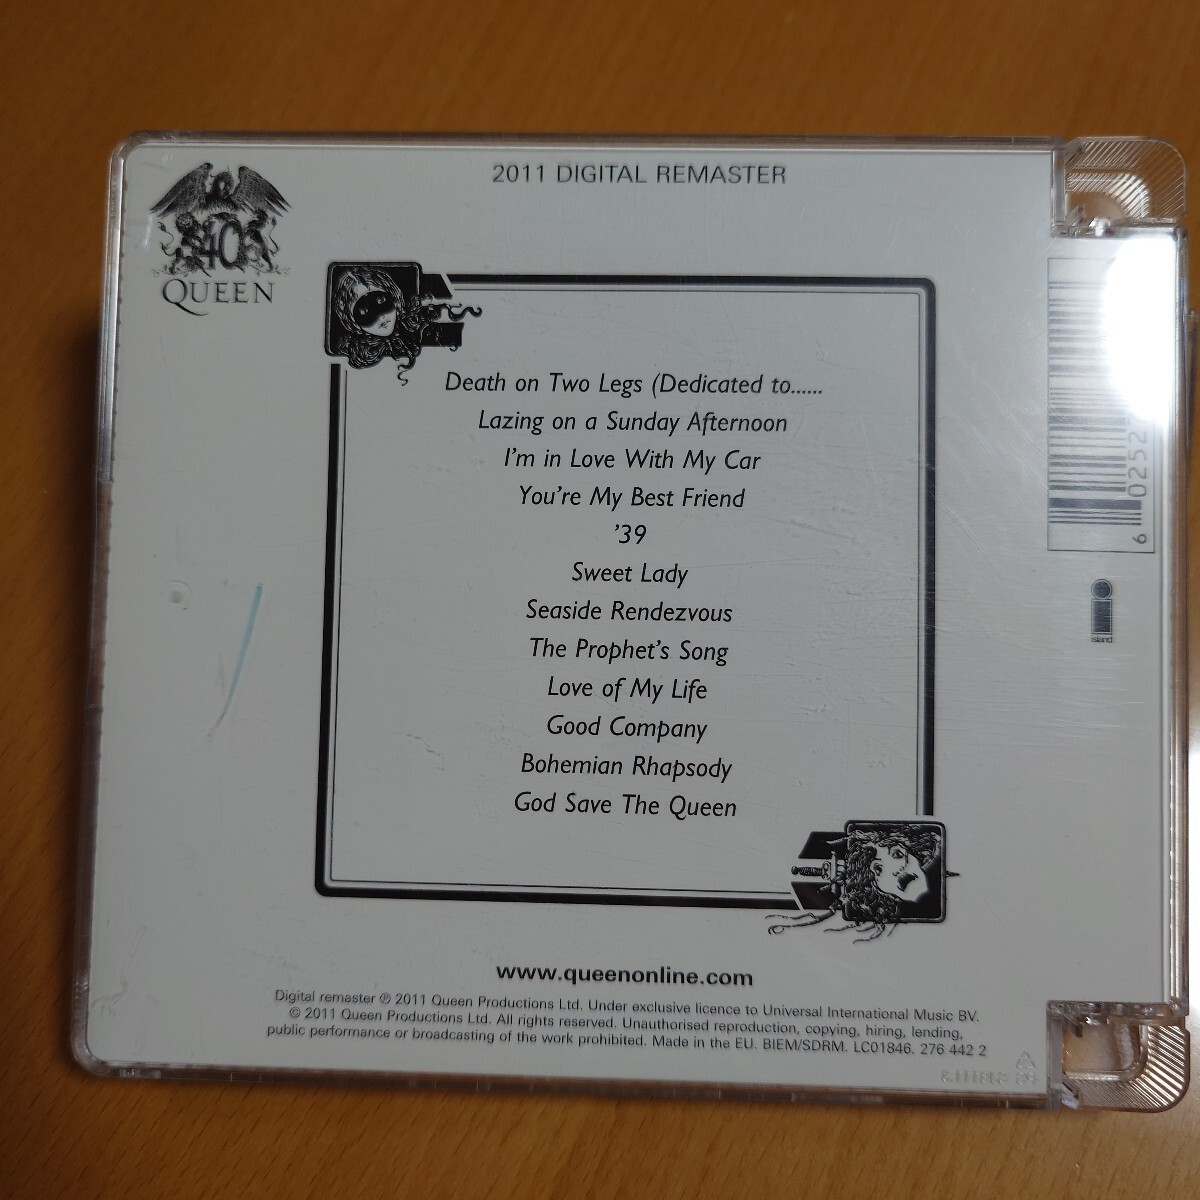 2011 DIGITAL REMASTER
40
QUEEN
Death on Two Legs (Dedicated to......
Lazing on a Sunday Afternoon
I'm in Love With My Car
You're My Best Friend
'39
Sweet Lady
Seaside Rendezvous
The Prophet's Song
Love of My Life
Good Company
Bohemian Rhapsody
God Save The Queen
6 02527
island
www.queenonline.com
Digital remaster ℗ 2011 Queen Productions Ltd. Under exclusive licence to Universal International Music BV.
© 2011 Queen Productions Ltd. All rights reserved. Unauthorised reproduction, copying, hiring, lending,
public performance or broadcasting of the work prohibited. Made in the EU. BIEM/SDRM. LC01846. 276 442 2